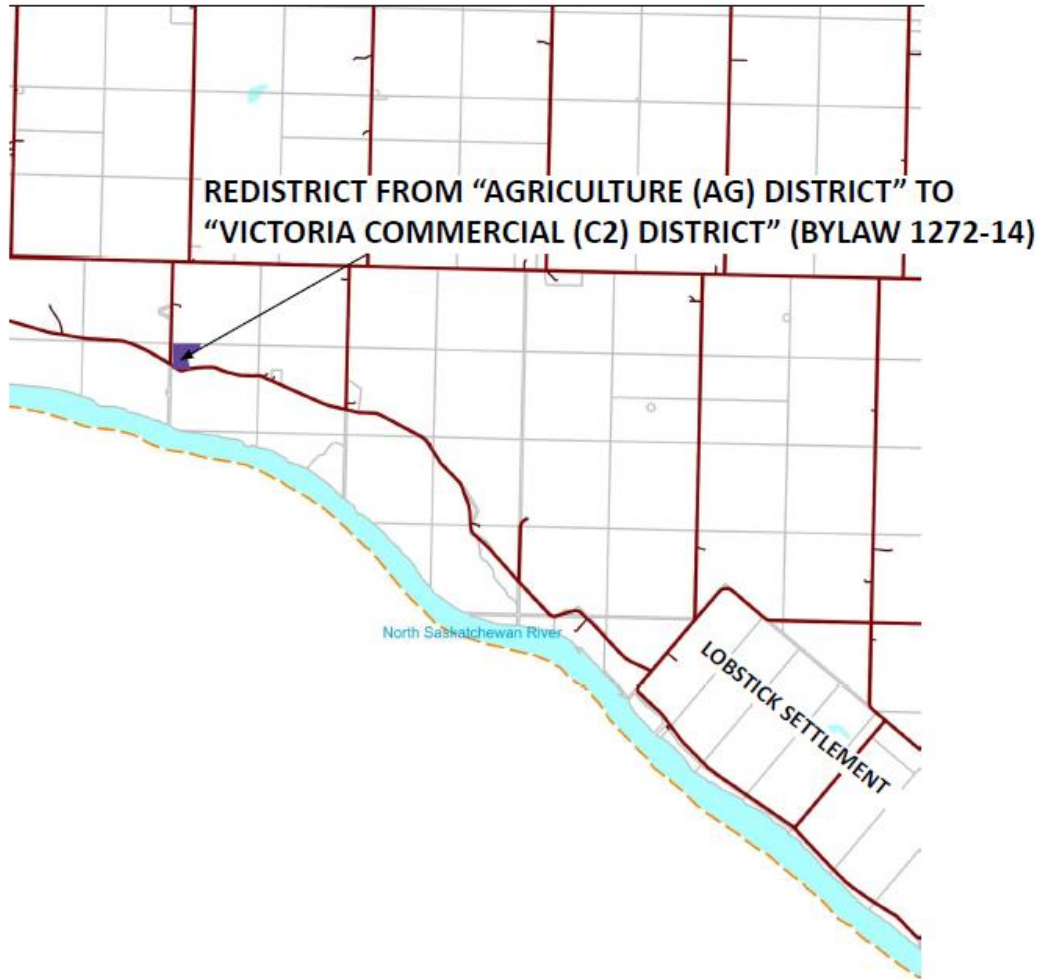 REDISTRICT FROM “AGRICULTURE (AG) DISTRICT” TO
“VICTORIA COMMERCIAL (C2) DISTRICT” (BYLAW 1272-14)
North Saskatchewan River
LOBSTICK SETTLEMENT